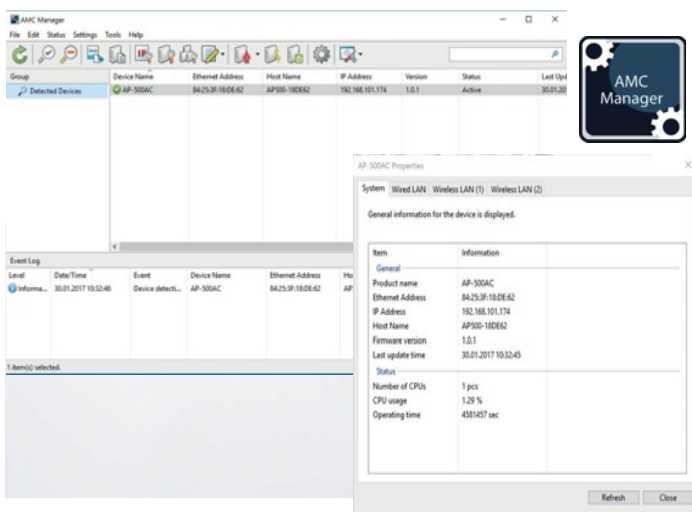 AMC Manager
File Edit Status Settings Tools Help
Group Device Name Ethernet Address Host Name IP Address Version Status Last Upd
Detected Devices AP-500AC 84:25:3F:18:DE:62 AP500-18DE62 192.168.101.174 1.0.1 Active 30.01.20
AMC
Manager
AP-500AC Properties
System Wired LAN Wireless LAN (1) Wireless LAN (2)
General information for the device is displayed.
Item Information
General
Product name AP-500AC
Ethernet Address 84:25:3F:18:DE:62
IP Address 192.168.101.174
Host Name AP500-18DE62
Firmware version 1.0.1
Last update time 30.01.2017 10:32:45
Status
Number of CPUs 1 pcs
CPU usage 1.29 %
Operating time 4581457 sec
Refresh Close
Event Log
Level Date/Time Event Device Name Ethernet Address Ho
Informa... 30.01.2017 10:32:46 Device detecti... AP-500AC 84:25:3F:18:DE:62 AP
1 item(s) selected.